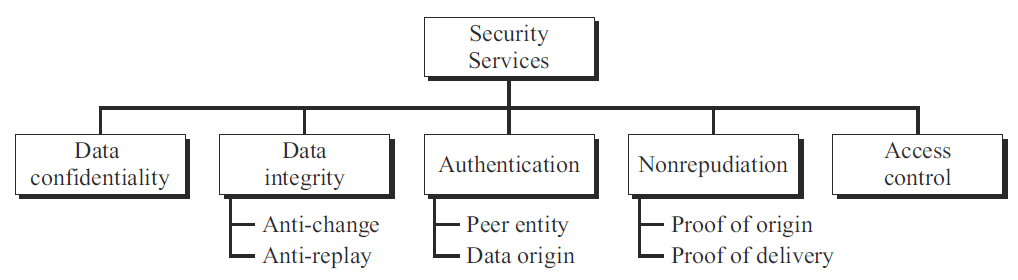 Security
Services
Data
confidentiality
Data
integrity
Authentication
Nonrepudiation
Access
control
Anti-change
Anti-replay
Peer entity
Data origin
Proof of origin
Proof of delivery